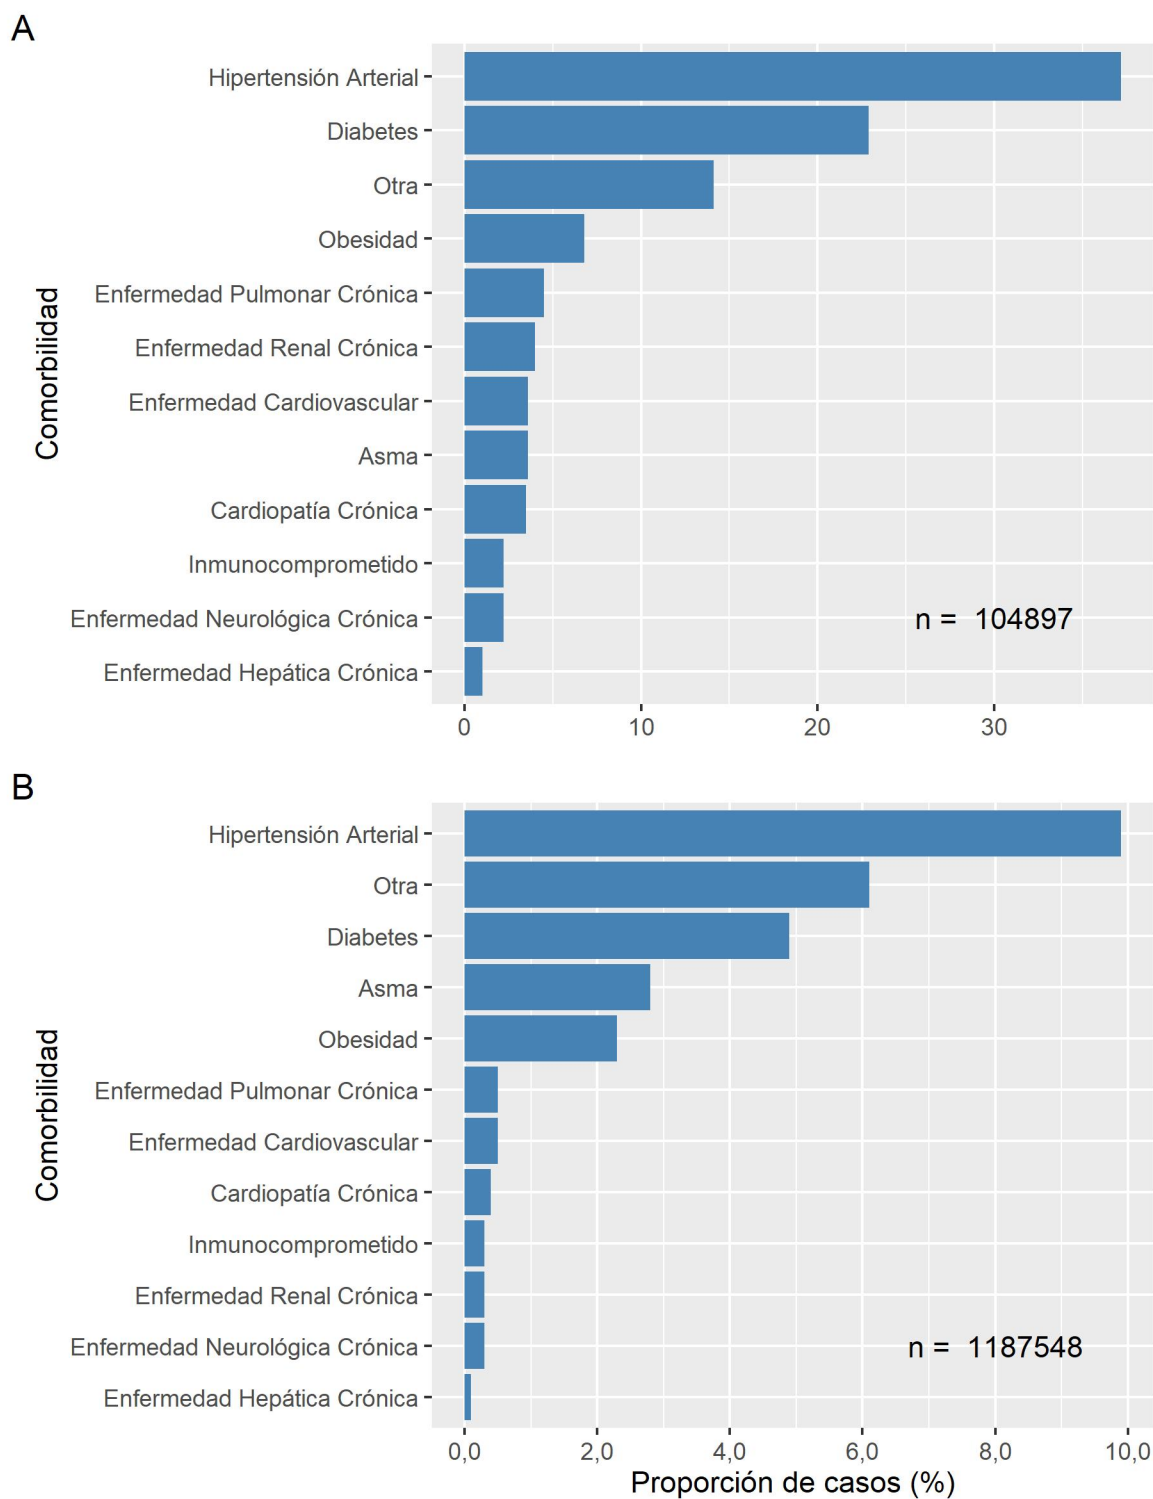 A
Hipertensión Arterial
Diabetes
Otra
Obesidad
Enfermedad Pulmonar Crónica
Enfermedad Renal Crónica
Enfermedad Cardiovascular
Asma
Cardiopatía Crónica
Inmunocomprometido
Enfermedad Neurológica Crónica
Enfermedad Hepática Crónica
Comorbilidad
n = 104897
0 10 20 30
B
Hipertensión Arterial
Otra
Diabetes
Asma
Obesidad
Enfermedad Pulmonar Crónica
Enfermedad Cardiovascular
Cardiopatía Crónica
Inmunocomprometido
Enfermedad Renal Crónica
Enfermedad Neurológica Crónica
Enfermedad Hepática Crónica
Comorbilidad
n = 1187548
0,0 2,0 4,0 6,0 8,0 10,0
Proporción de casos (%)